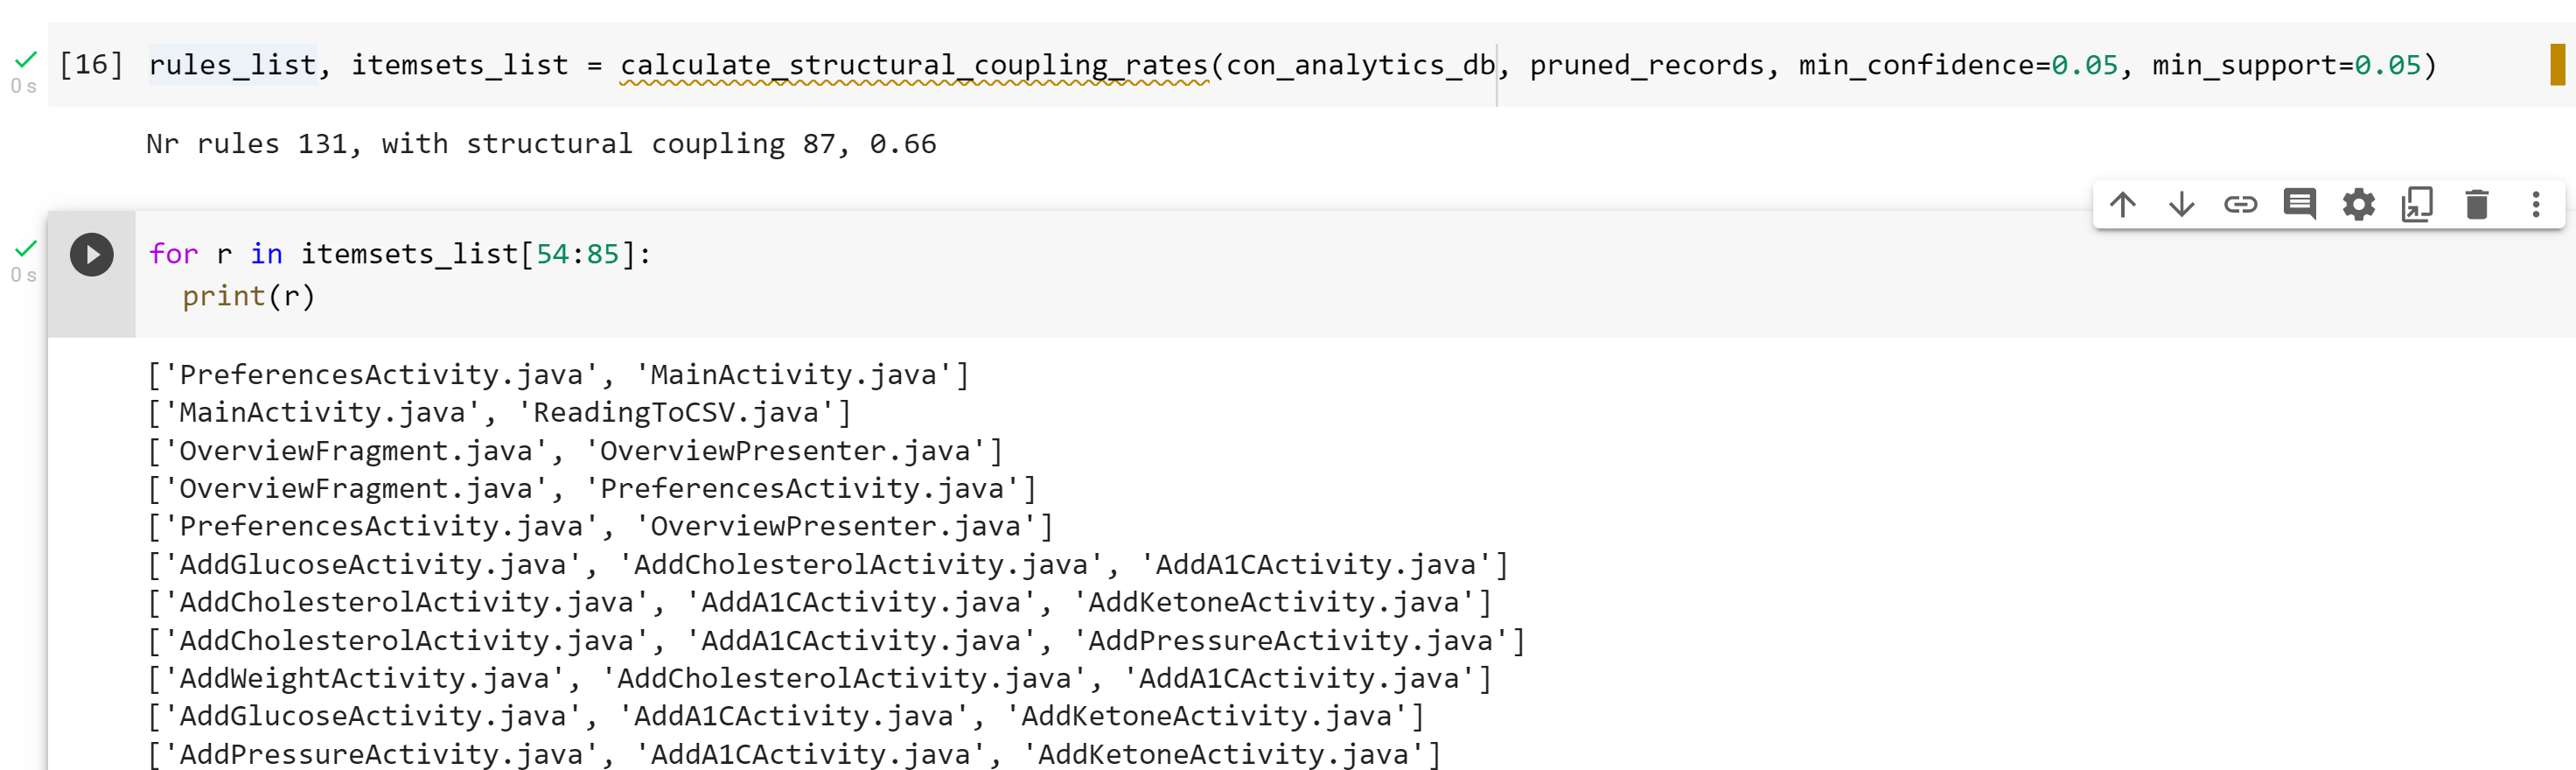 [16] rules_list, itemsets_list = calculate_structural_coupling_rates(con_analytics_db, pruned_records, min_confidence=0.05, min_support=0.05)
0 s
Nr rules 131, with structural coupling 87, 0.66
for r in itemsets_list[54:85]:
0 s
  print(r)
['PreferencesActivity.java', 'MainActivity.java']
['MainActivity.java', 'ReadingToCSV.java']
['OverviewFragment.java', 'OverviewPresenter.java']
['OverviewFragment.java', 'PreferencesActivity.java']
['PreferencesActivity.java', 'OverviewPresenter.java']
['AddGlucoseActivity.java', 'AddCholesterolActivity.java', 'AddA1CActivity.java']
['AddCholesterolActivity.java', 'AddA1CActivity.java', 'AddKetoneActivity.java']
['AddCholesterolActivity.java', 'AddA1CActivity.java', 'AddPressureActivity.java']
['AddWeightActivity.java', 'AddCholesterolActivity.java', 'AddA1CActivity.java']
['AddGlucoseActivity.java', 'AddA1CActivity.java', 'AddKetoneActivity.java']
['AddPressureActivity.java', 'AddA1CActivity.java', 'AddKetoneActivity.java']